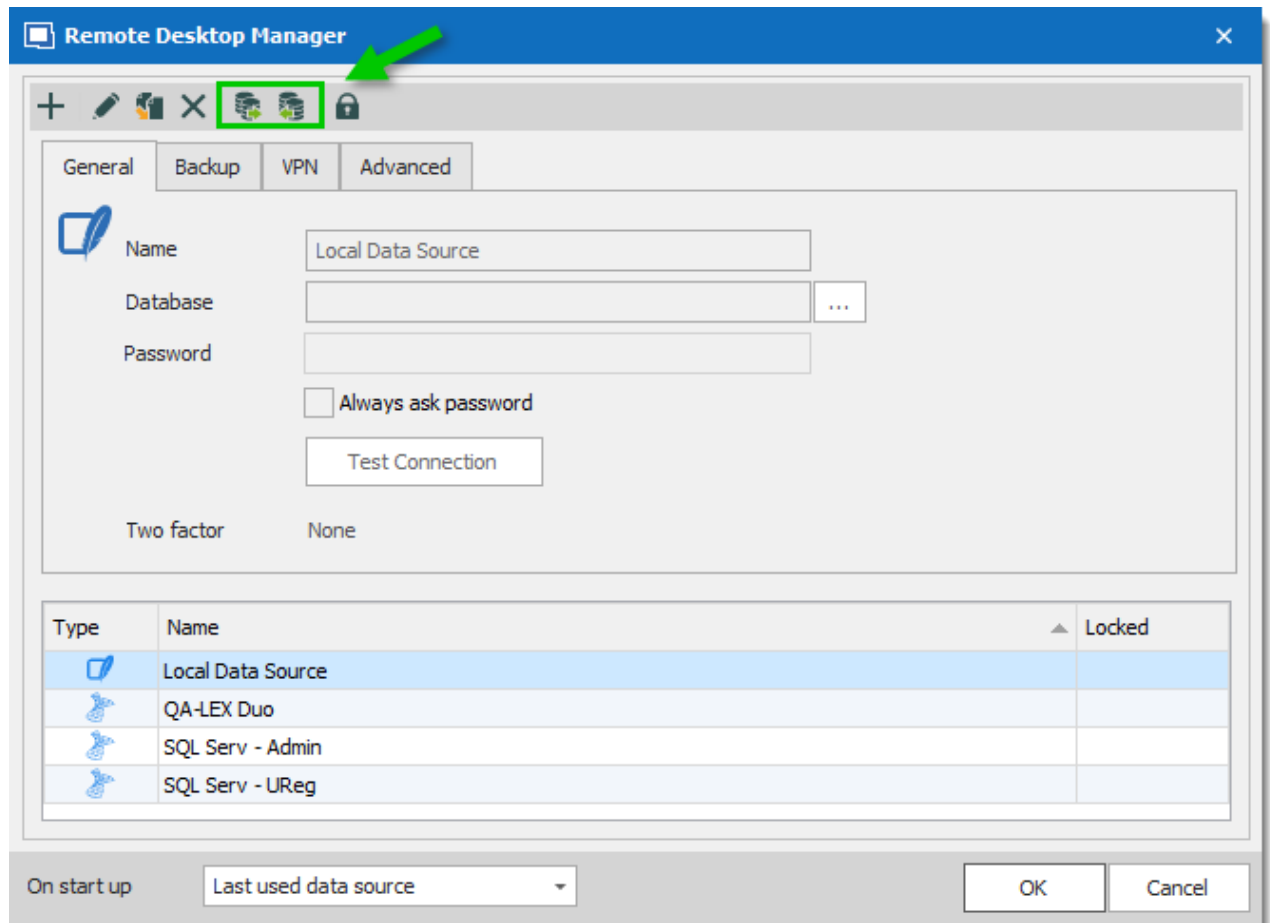 Remote Desktop Manager
General Backup VPN Advanced
Name Local Data Source
Database ...
Password
Always ask password
Test Connection
Two factor None
Type Name Locked
Local Data Source
QA-LEX Duo
SQL Serv - Admin
SQL Serv - UReg
On start up Last used data source OK Cancel